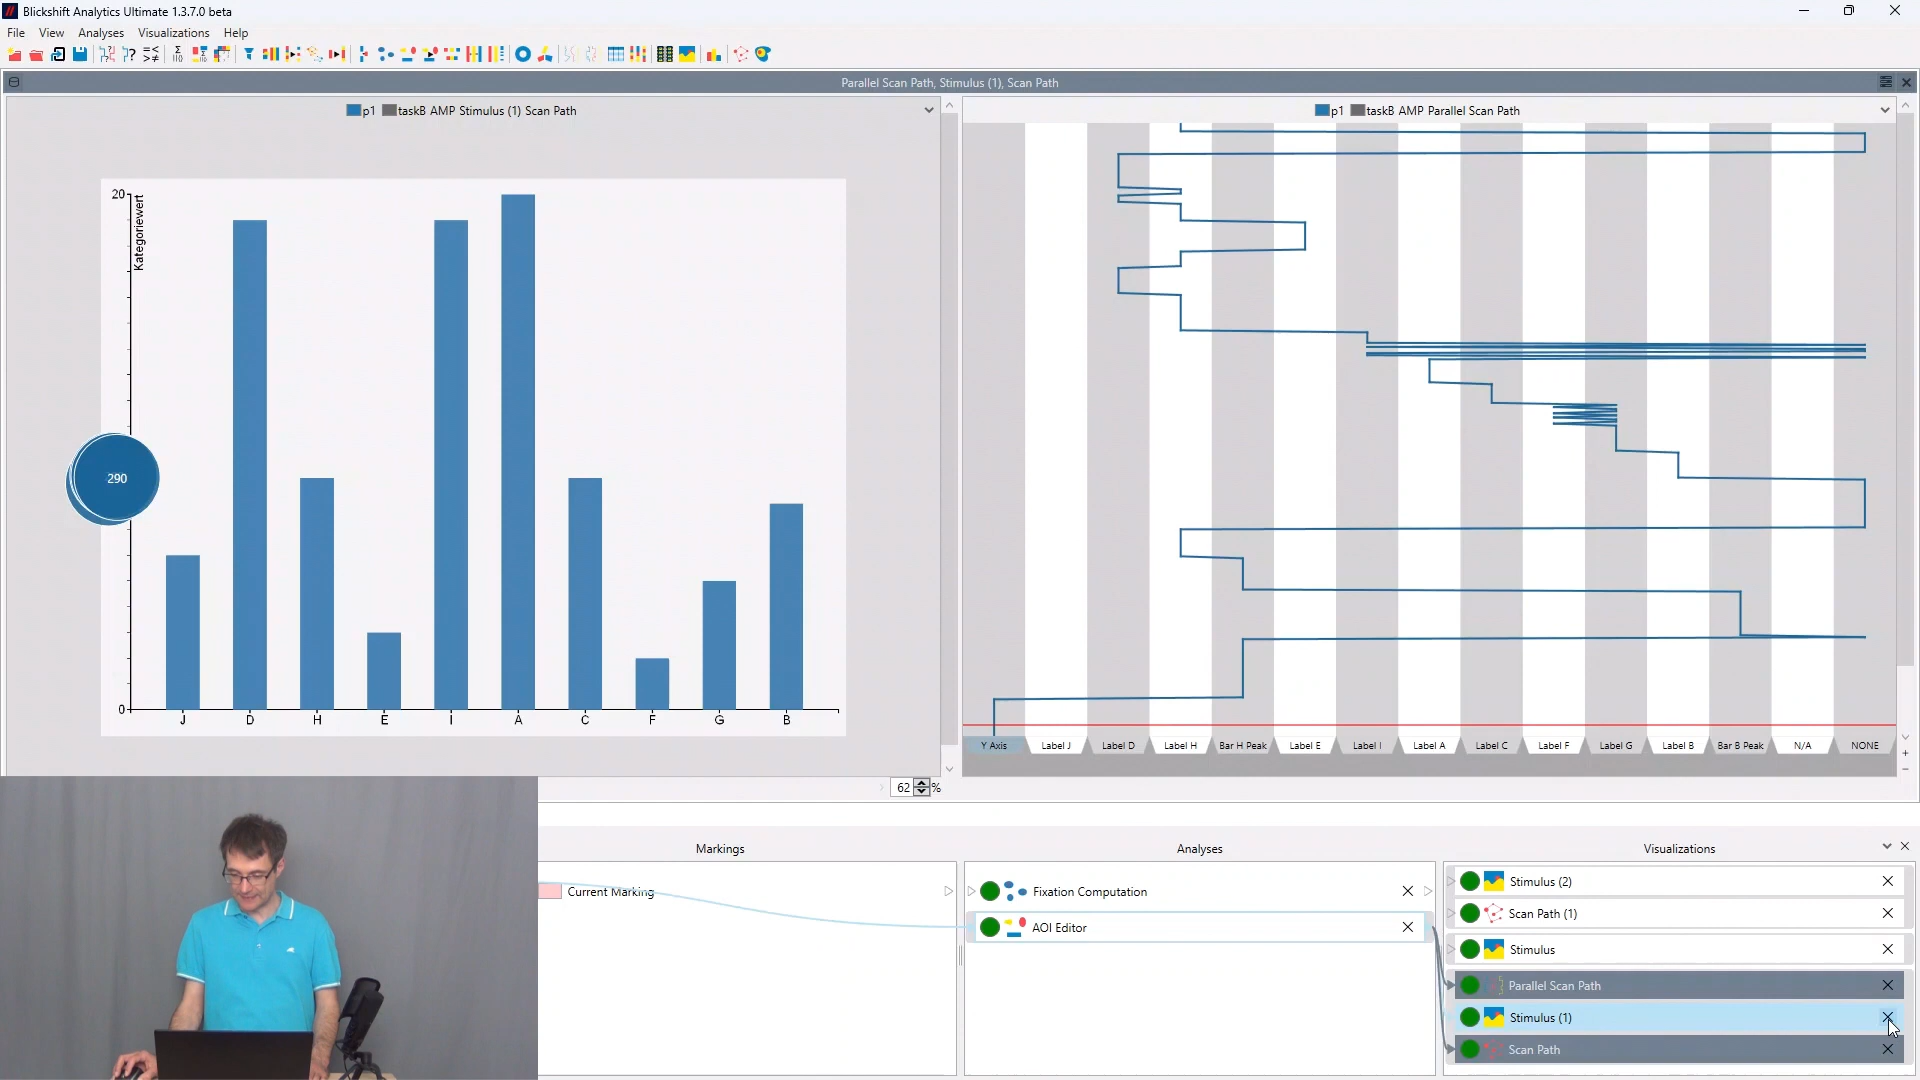 Blickshift Analytics Ultimate 1.3.7.0 beta
File View Analyses Visualizations Help
Parallel Scan Path, Stimulus (1), Scan Path
p1 taskB AMP Stimulus (1) Scan Path
p1 taskB AMP Parallel Scan Path
20
Kategoriewert
290
0
J D H E I A C F G B
Y Axis Label J Label D Label H Bar H Peak Label E Label I Label A Label C Label F Label G Label B Bar B Peak N/A NONE
62 %
Markings
Current Marking
Analyses
Fixation Computation
AOI Editor
Visualizations
Stimulus (2)
Scan Path (1)
Stimulus
Parallel Scan Path
Stimulus (1)
Scan Path